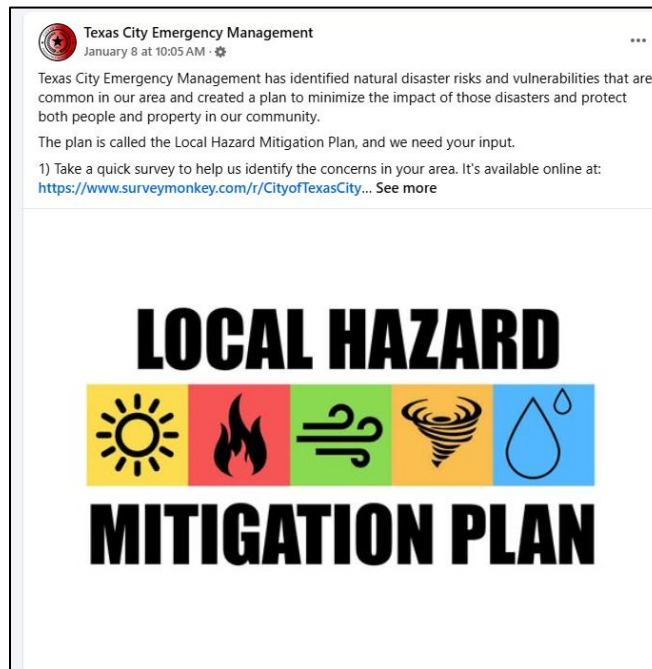 Texas City Emergency Management
January 8 at 10:05 AM ·
Texas City Emergency Management has identified natural disaster risks and vulnerabilities that are
common in our area and created a plan to minimize the impact of those disasters and protect
both people and property in our community.
The plan is called the Local Hazard Mitigation Plan, and we need your input.
1) Take a quick survey to help us identify the concerns in your area. It's available online at:
https://www.surveymonkey.com/r/CityofTexasCity... See more
LOCAL HAZARD
MITIGATION PLAN